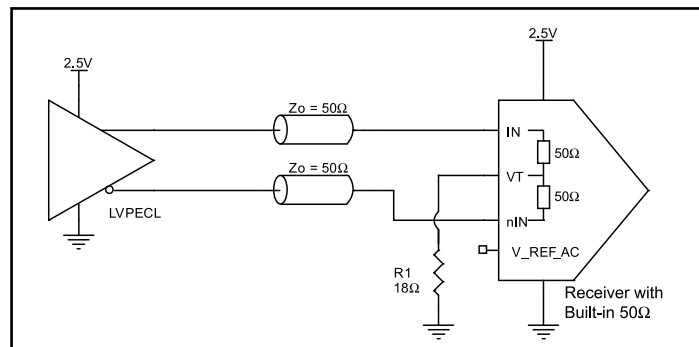 2.5V
2.5V
Zo = 50Ω
Zo = 50Ω
IN
50Ω
VT
50Ω
nIN
LVPECL
V_REF_AC
R1
18Ω
Receiver with
Built-in 50Ω